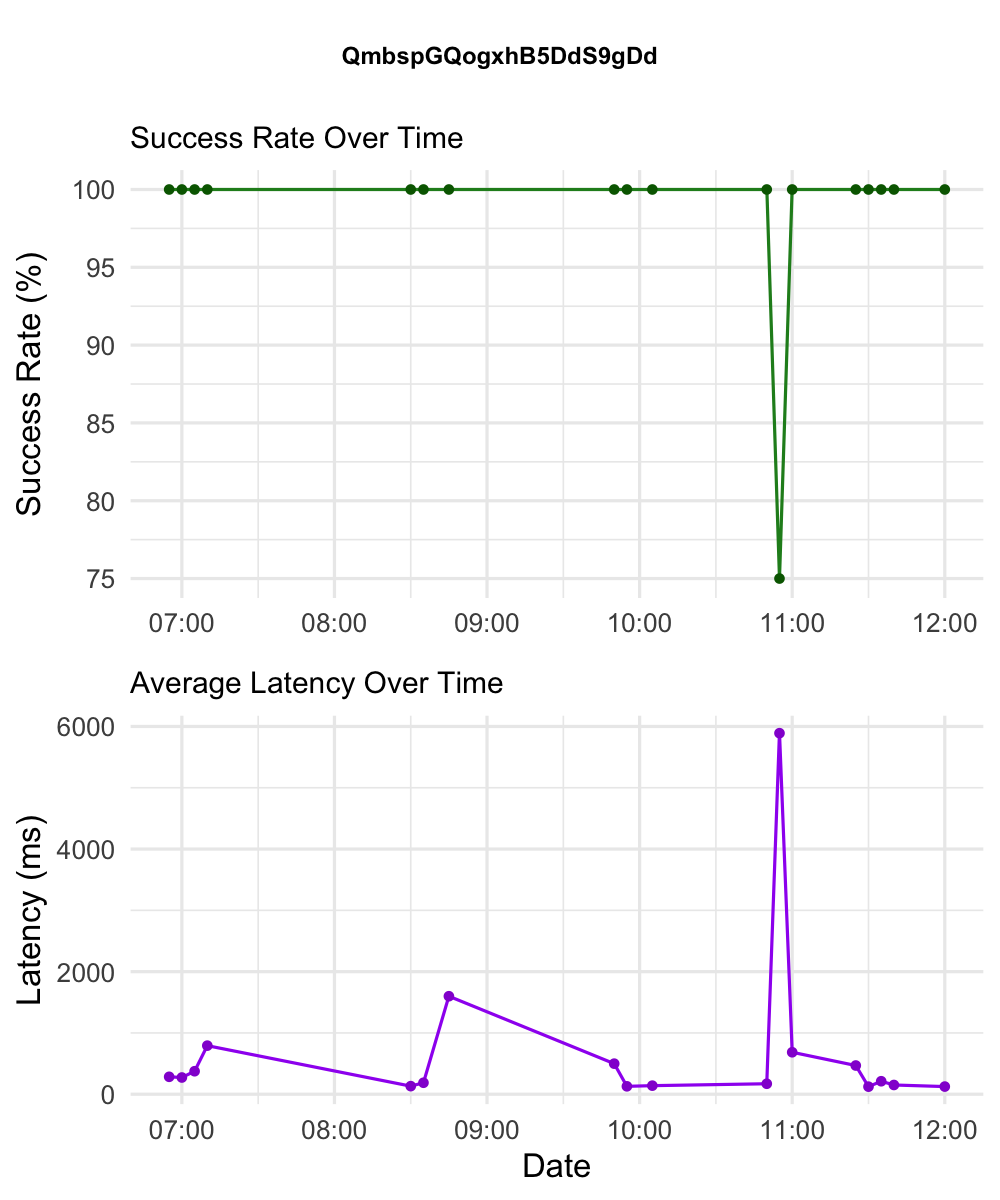 QmbspGQogxhB5DdS9gDd
Success Rate Over Time
Success Rate (%)
100
95
90
85
80
75
07:00 08:00 09:00 10:00 11:00 12:00
Average Latency Over Time
Latency (ms)
6000
4000
2000
0
07:00 08:00 09:00 10:00 11:00 12:00
Date